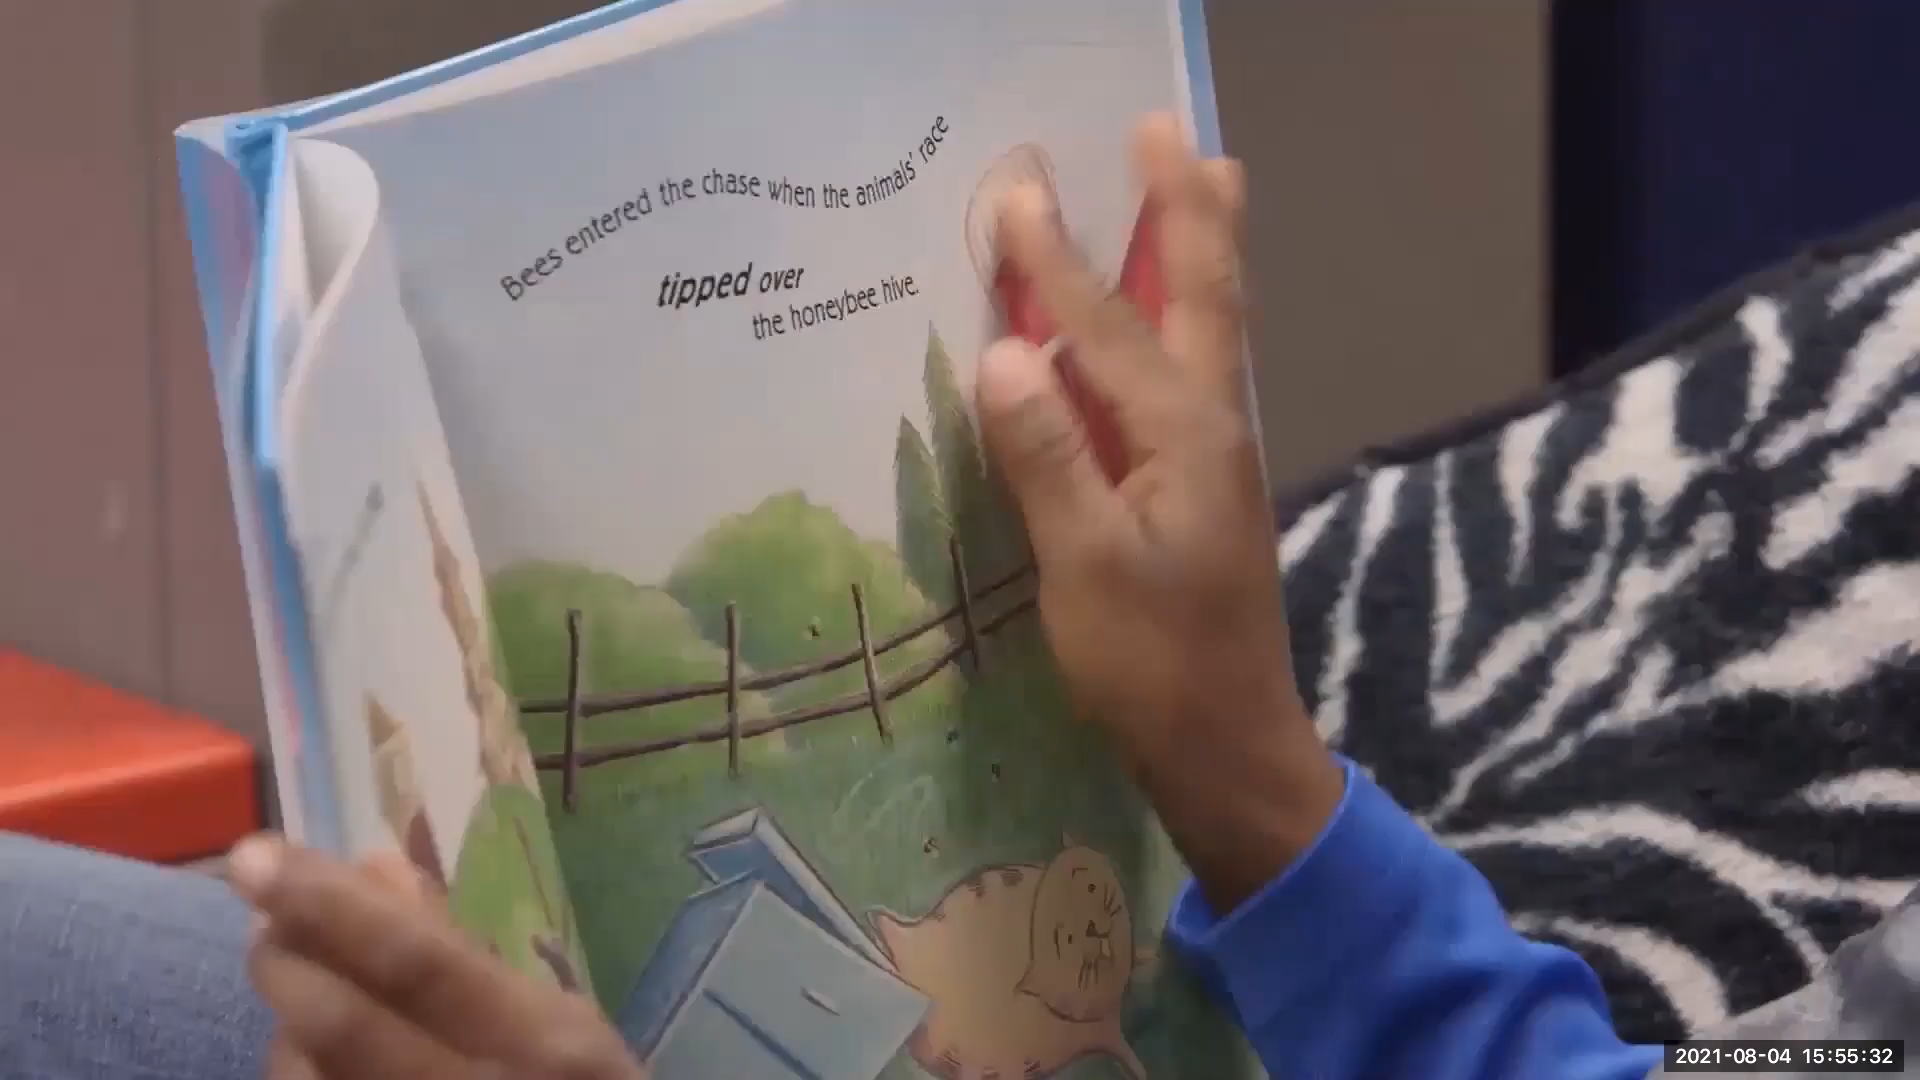 Bees entered the chase when the animals' race
tipped over
the honeybee hive.
2021-08-04 15:55:32